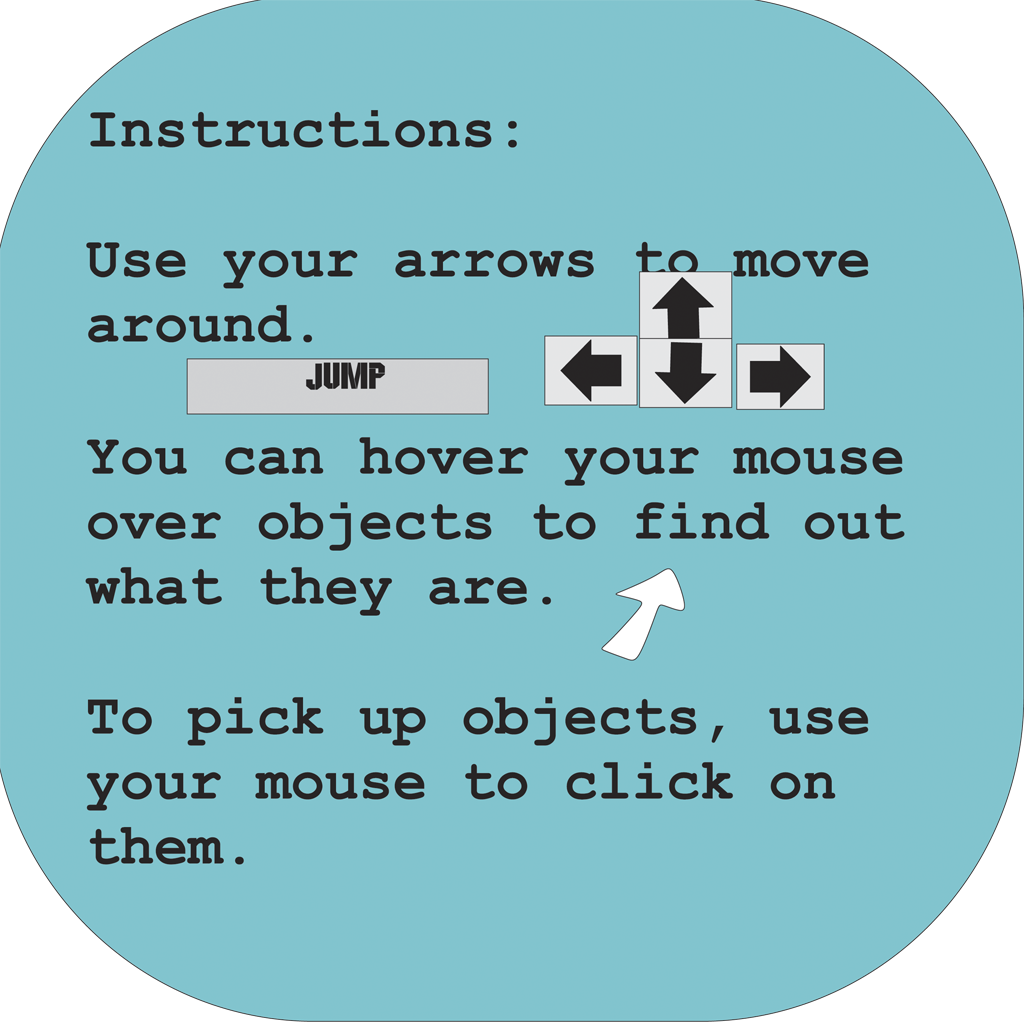 Instructions:
Use your arrows to move
around.
JUMP
You can hover your mouse
over objects to find out
what they are.
To pick up objects, use
your mouse to click on
them.